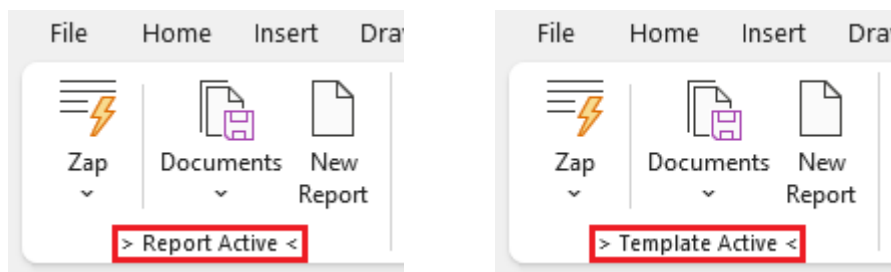 File Home Insert
Zap Documents New
Report
> Report Active <
File Home Insert
Zap Documents New
Report
> Template Active <